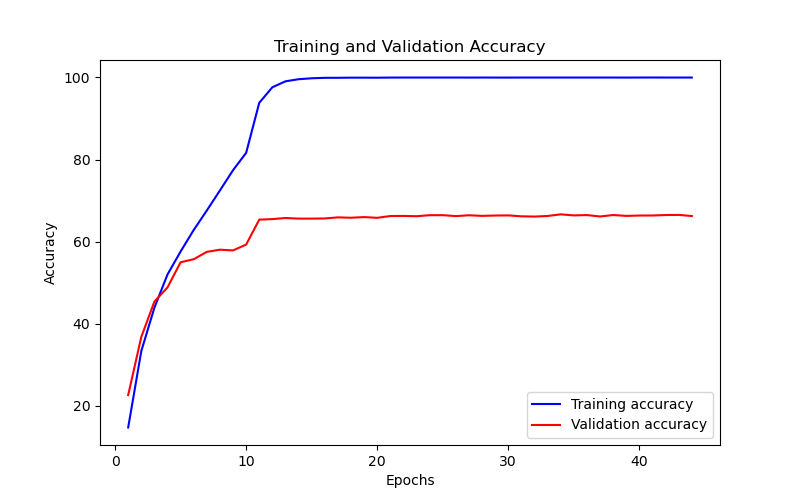 Training and Validation Accuracy
100
80
60
40
20
Accuracy
0
10
20
30
40
Epochs
Training accuracy
Validation accuracy